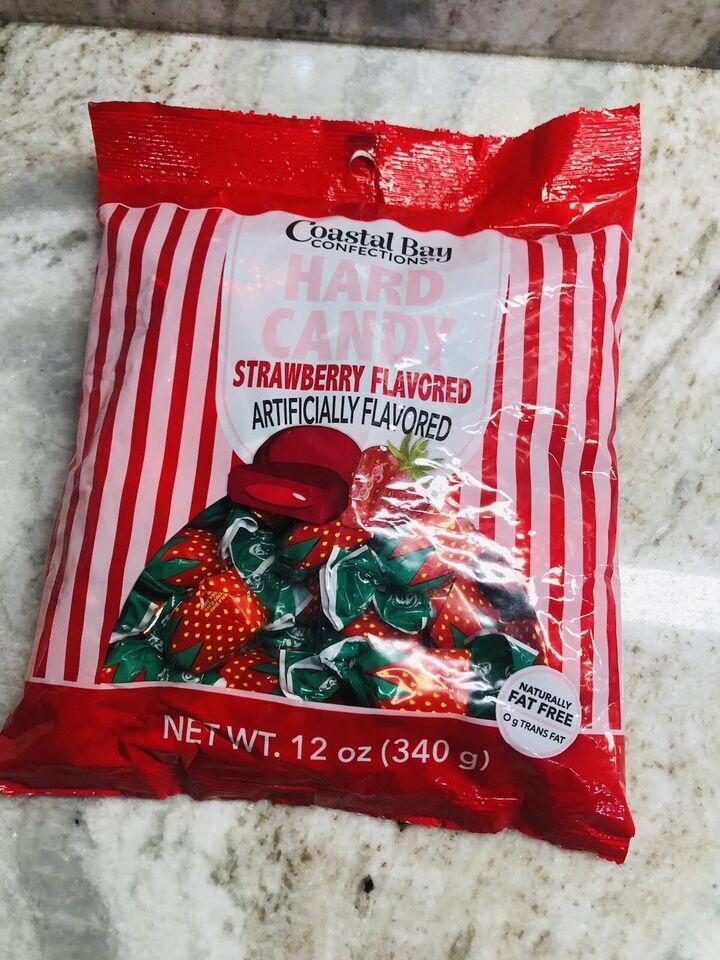 Coastal Bay
CONFECTIONS®
HARD
CANDY
STRAWBERRY FLAVORED
ARTIFICIALLY FLAVORED
NATURALLY
FAT FREE
0 g TRANS FAT
NET WT. 12 oz (340 g)